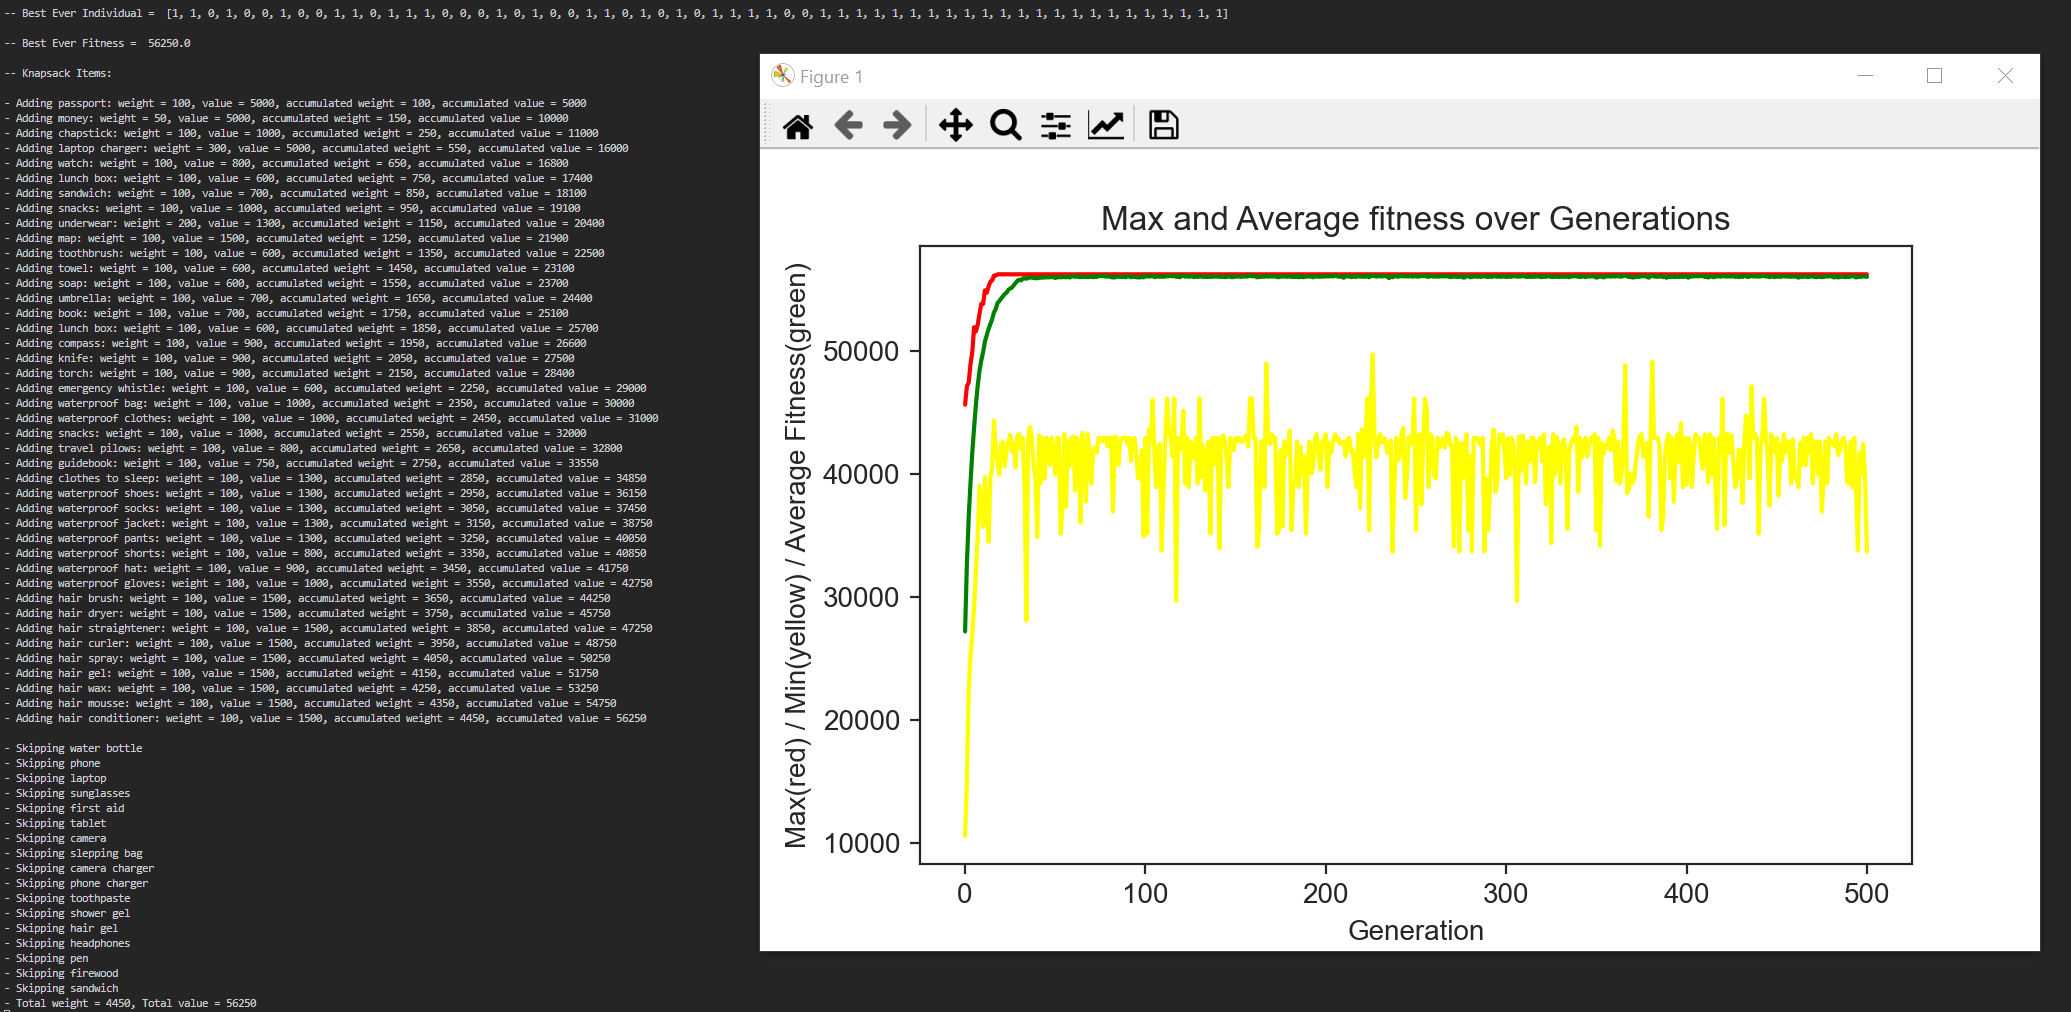 -- Best Ever Individual =  [1, 1, 0, 1, 0, 0, 1, 0, 0, 1, 1, 0, 1, 1, 1, 0, 0, 0, 1, 0, 1, 0, 0, 1, 1, 0, 1, 0, 1, 0, 1, 1, 1, 1, 0, 0, 1, 1, 1, 1, 1, 1, 1, 1, 1, 1, 1, 1, 1, 1, 1, 1, 1, 1, 1, 1, 1, 1, 1]
-- Best Ever Fitness =  56250.0
-- Knapsack Items:
- Adding passport: weight = 100, value = 5000, accumulated weight = 100, accumulated value = 5000
- Adding money: weight = 50, value = 5000, accumulated weight = 150, accumulated value = 10000
- Adding chapstick: weight = 100, value = 1000, accumulated weight = 250, accumulated value = 11000
- Adding laptop charger: weight = 300, value = 5000, accumulated weight = 550, accumulated value = 16000
- Adding watch: weight = 100, value = 800, accumulated weight = 650, accumulated value = 16800
- Adding lunch box: weight = 100, value = 600, accumulated weight = 750, accumulated value = 17400
- Adding sandwich: weight = 100, value = 700, accumulated weight = 850, accumulated value = 18100
- Adding snacks: weight = 100, value = 1000, accumulated weight = 950, accumulated value = 19100
- Adding underwear: weight = 200, value = 1300, accumulated weight = 1150, accumulated value = 20400
- Adding map: weight = 100, value = 1500, accumulated weight = 1250, accumulated value = 21900
- Adding toothbrush: weight = 100, value = 600, accumulated weight = 1350, accumulated value = 22500
- Adding towel: weight = 100, value = 600, accumulated weight = 1450, accumulated value = 23100
- Adding soap: weight = 100, value = 600, accumulated weight = 1550, accumulated value = 23700
- Adding umbrella: weight = 100, value = 700, accumulated weight = 1650, accumulated value = 24400
- Adding book: weight = 100, value = 700, accumulated weight = 1750, accumulated value = 25100
- Adding lunch box: weight = 100, value = 600, accumulated weight = 1850, accumulated value = 25700
- Adding compass: weight = 100, value = 900, accumulated weight = 1950, accumulated value = 26600
- Adding knife: weight = 100, value = 900, accumulated weight = 2050, accumulated value = 27500
- Adding torch: weight = 100, value = 900, accumulated weight = 2150, accumulated value = 28400
- Adding emergency whistle: weight = 100, value = 600, accumulated weight = 2250, accumulated value = 29000
- Adding waterproof bag: weight = 100, value = 1000, accumulated weight = 2350, accumulated value = 30000
- Adding waterproof clothes: weight = 100, value = 1000, accumulated weight = 2450, accumulated value = 31000
- Adding snacks: weight = 100, value = 1000, accumulated weight = 2550, accumulated value = 32000
- Adding travel pilows: weight = 100, value = 800, accumulated weight = 2650, accumulated value = 32800
- Adding guidebook: weight = 100, value = 750, accumulated weight = 2750, accumulated value = 33550
- Adding clothes to sleep: weight = 100, value = 1300, accumulated weight = 2850, accumulated value = 34850
- Adding waterproof shoes: weight = 100, value = 1300, accumulated weight = 2950, accumulated value = 36150
- Adding waterproof socks: weight = 100, value = 1300, accumulated weight = 3050, accumulated value = 37450
- Adding waterproof jacket: weight = 100, value = 1300, accumulated weight = 3150, accumulated value = 38750
- Adding waterproof pants: weight = 100, value = 1300, accumulated weight = 3250, accumulated value = 40050
- Adding waterproof shorts: weight = 100, value = 800, accumulated weight = 3350, accumulated value = 40850
- Adding waterproof hat: weight = 100, value = 900, accumulated weight = 3450, accumulated value = 41750
- Adding waterproof gloves: weight = 100, value = 1000, accumulated weight = 3550, accumulated value = 42750
- Adding hair brush: weight = 100, value = 1500, accumulated weight = 3650, accumulated value = 44250
- Adding hair dryer: weight = 100, value = 1500, accumulated weight = 3750, accumulated value = 45750
- Adding hair straightener: weight = 100, value = 1500, accumulated weight = 3850, accumulated value = 47250
- Adding hair curler: weight = 100, value = 1500, accumulated weight = 3950, accumulated value = 48750
- Adding hair spray: weight = 100, value = 1500, accumulated weight = 4050, accumulated value = 50250
- Adding hair gel: weight = 100, value = 1500, accumulated weight = 4150, accumulated value = 51750
- Adding hair wax: weight = 100, value = 1500, accumulated weight = 4250, accumulated value = 53250
- Adding hair mousse: weight = 100, value = 1500, accumulated weight = 4350, accumulated value = 54750
- Adding hair conditioner: weight = 100, value = 1500, accumulated weight = 4450, accumulated value = 56250
- Skipping water bottle
- Skipping phone
- Skipping laptop
- Skipping sunglasses
- Skipping first aid
- Skipping tablet
- Skipping camera
- Skipping slepping bag
- Skipping camera charger
- Skipping phone charger
- Skipping toothpaste
- Skipping shower gel
- Skipping hair gel
- Skipping headphones
- Skipping pen
- Skipping firewood
- Skipping sandwich
- Total weight = 4450, Total value = 56250
Figure 1
Max and Average fitness over Generations
Max(red) / Min(yellow) / Average Fitness(green)
50000
40000
30000
20000
10000
0 100 200 300 400 500
Generation